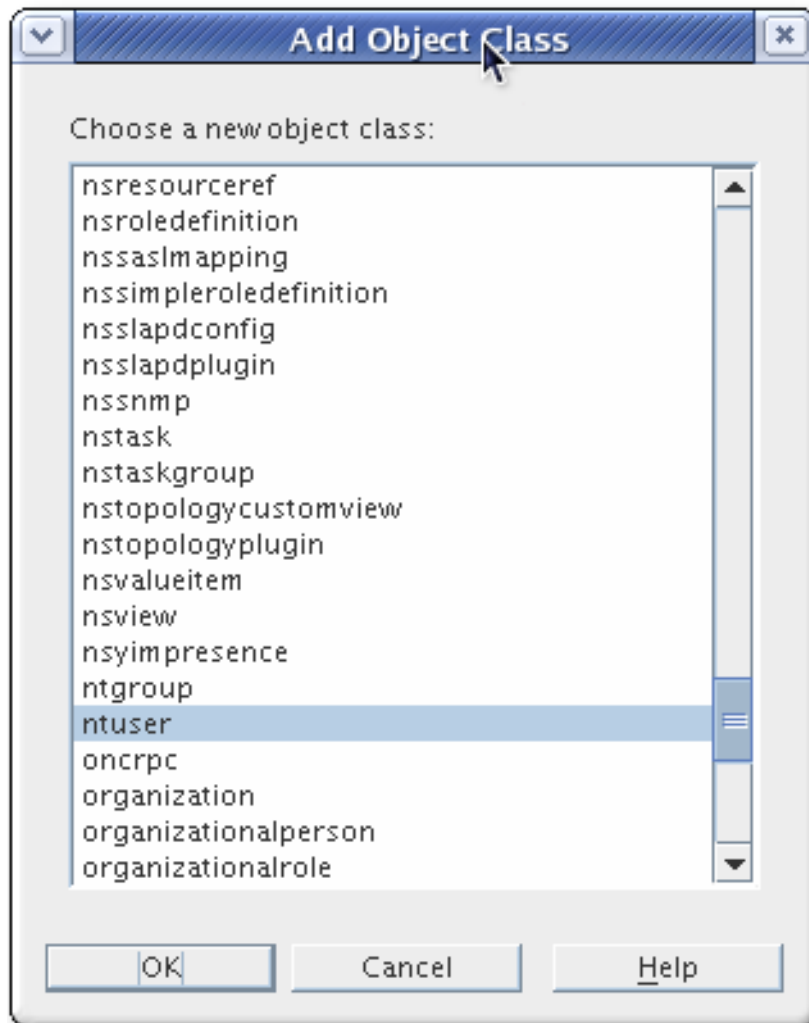 Add Object Class
Choose a new object class:
nsresourceref
nsroledefinition
nssaslmapping
nssimpleroledefinition
nsslapdconfig
nsslapdplugin
nssnmp
nstask
nstaskgroup
nstopologycustomview
nstopologyplugin
nsvalueitem
nsview
nsyimpresence
ntgroup
ntuser
oncrpc
organization
organizationalperson
organizationalrole
OK Cancel Help